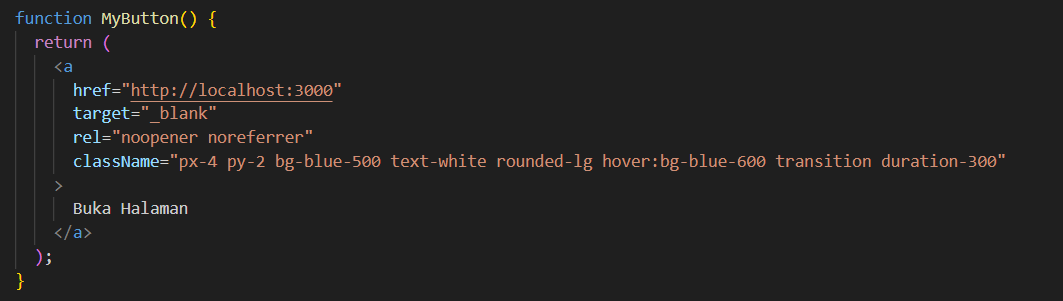 function MyButton() {
  return (
    <a
      href="http://localhost:3000"
      target="_blank"
      rel="noopener noreferrer"
      className="px-4 py-2 bg-blue-500 text-white rounded-lg hover:bg-blue-600 transition duration-300"
    >
      Buka Halaman
    </a>
  );
}